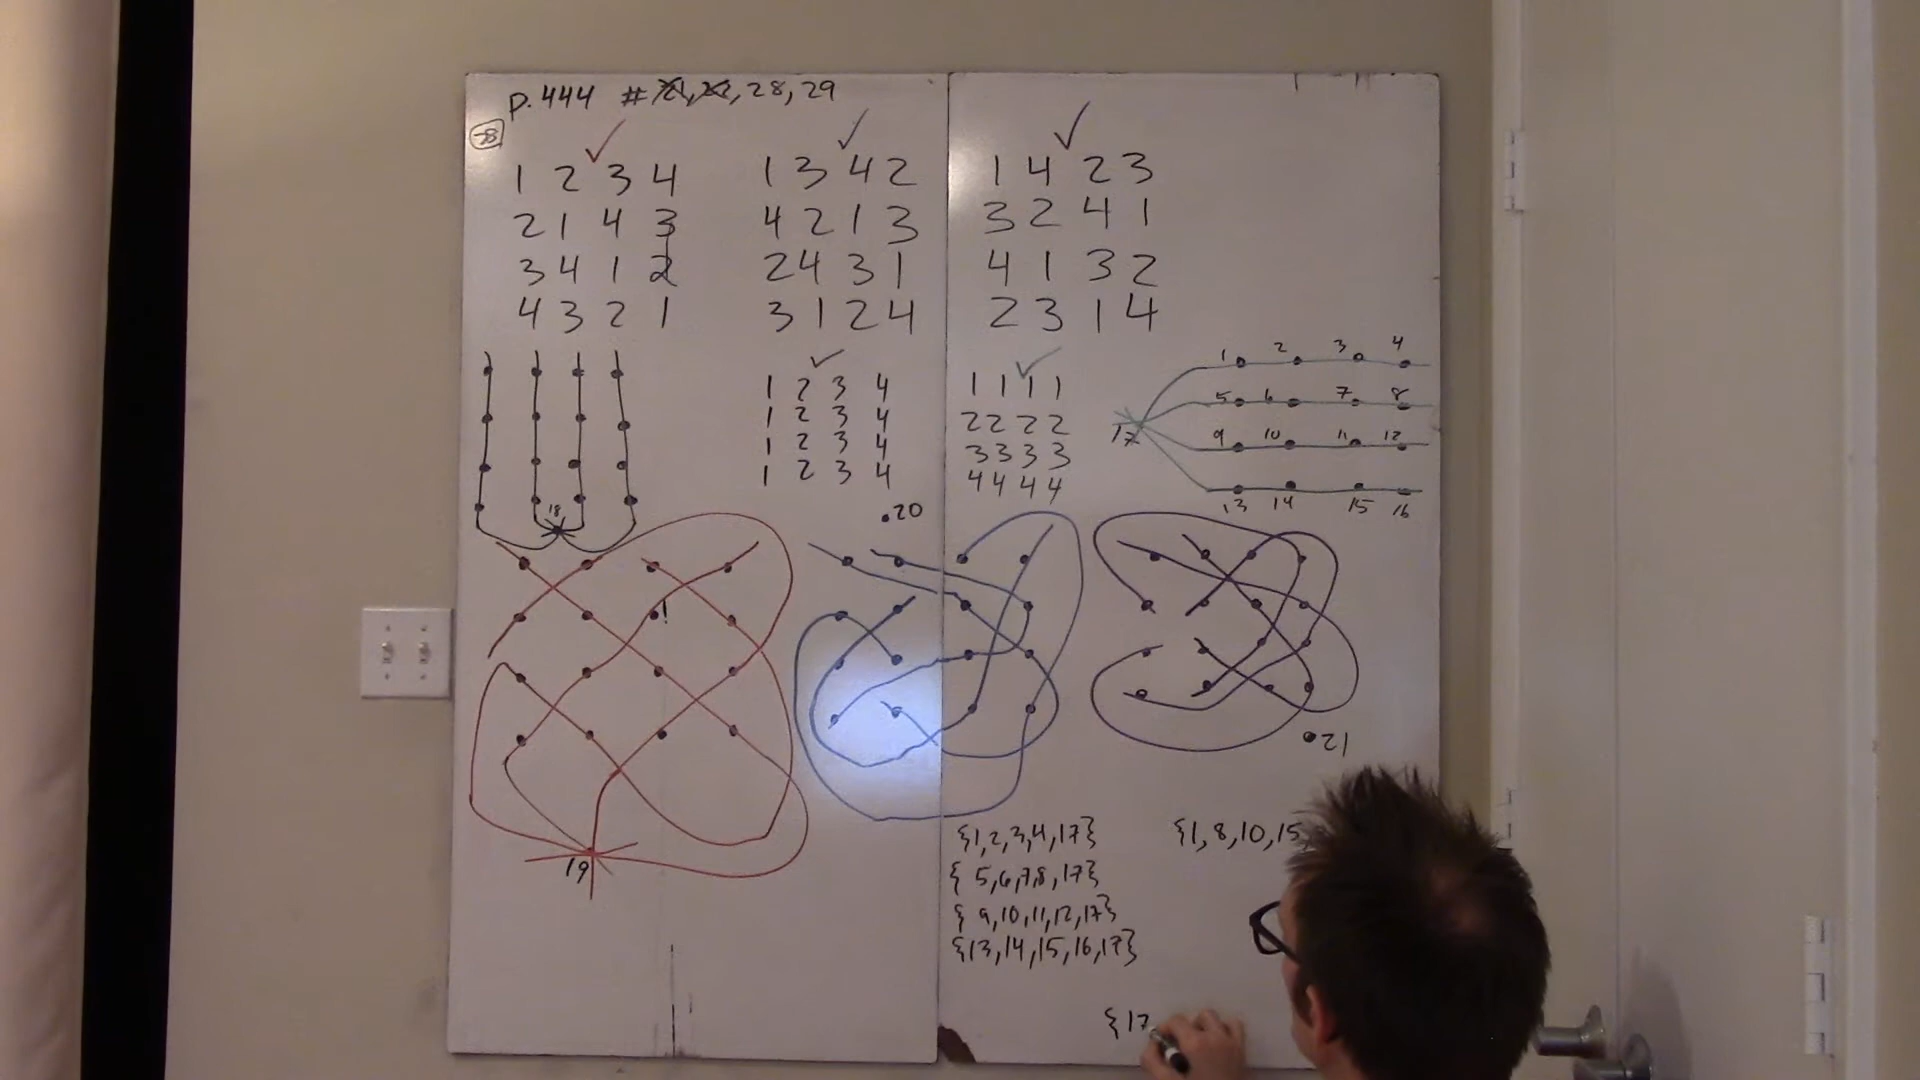 p.444 # 21, 22, 28, 29
28
1 2 3 4
2 1 4 3
3 4 1 2
4 3 2 1
1 3 4 2
4 2 1 3
2 4 3 1
3 1 2 4
1 4 2 3
3 2 4 1
4 1 3 2
2 3 1 4
1 2 3 4
1 2 3 4
1 2 3 4
1 2 3 4
1 1 1 1
2 2 2 2
3 3 3 3
4 4 4 4
1 2 3 4
5 6 7 8
17
9 10 11 12
13 14 15 16
18
20
!
21
19
{1,2,3,4,17}
{5,6,7,8,17}
{9,10,11,12,17}
{13,14,15,16,17}
{1,8,10,15,
{17